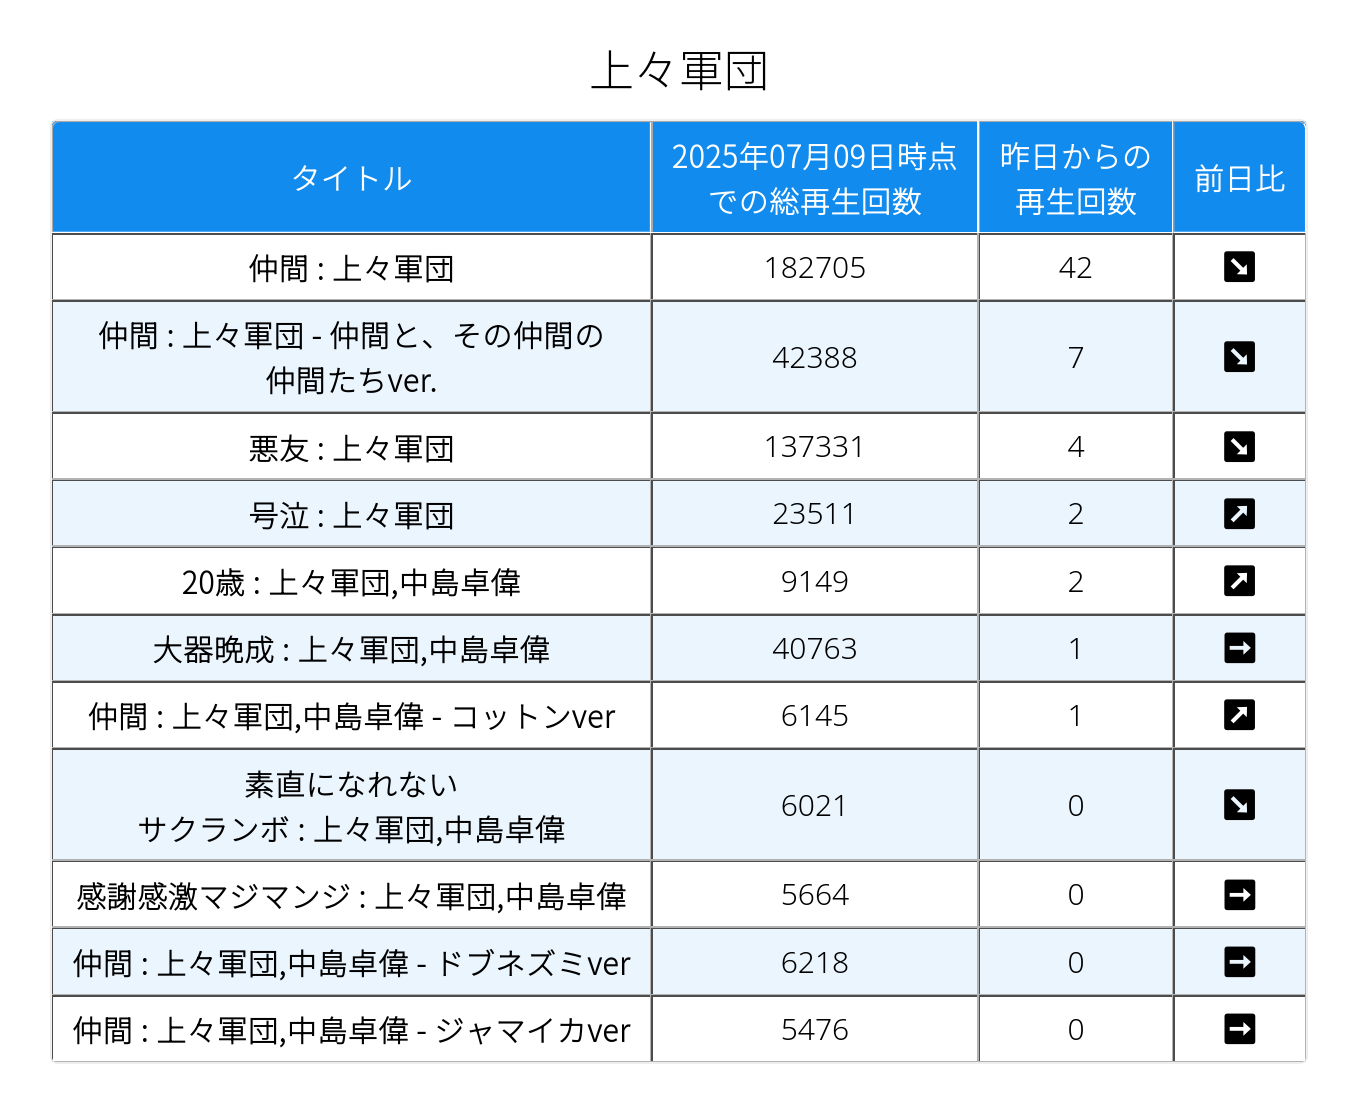 上々軍団
タイトル
2025年07月09日時点
での総再生回数
昨日からの
再生回数
前日比
仲間 : 上々軍団
182705
42
仲間 : 上々軍団 - 仲間と、その仲間の
仲間たちver.
42388
7
悪友 : 上々軍団
137331
4
号泣 : 上々軍団
23511
2
20歳 : 上々軍団,中島卓偉
9149
2
大器晩成 : 上々軍団,中島卓偉
40763
1
仲間 : 上々軍団,中島卓偉 - コットンver
6145
1
素直になれない
サクランボ : 上々軍団,中島卓偉
6021
0
感謝感激マジマンジ : 上々軍団,中島卓偉
5664
0
仲間 : 上々軍団,中島卓偉 - ドブネズミver
6218
0
仲間 : 上々軍団,中島卓偉 - ジャマイカver
5476
0